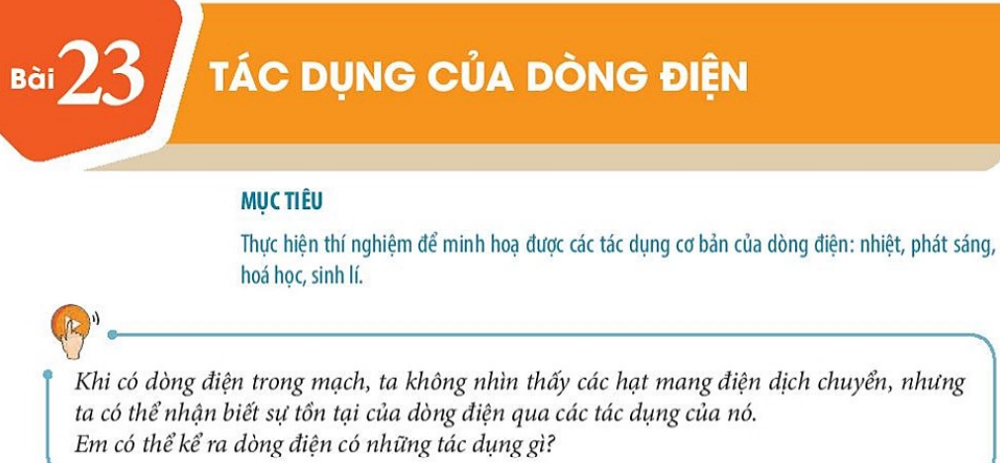 Bài 23 TÁC DỤNG CỦA DÒNG ĐIỆN
MỤC TIÊU
Thực hiện thí nghiệm để minh hoạ được các tác dụng cơ bản của dòng điện: nhiệt, phát sáng,
hoá học, sinh lí.
Khi có dòng điện trong mạch, ta không nhìn thấy các hạt mang điện dịch chuyển, nhưng
ta có thể nhận biết sự tồn tại của dòng điện qua các tác dụng của nó.
Em có thể kể ra dòng điện có những tác dụng gì?